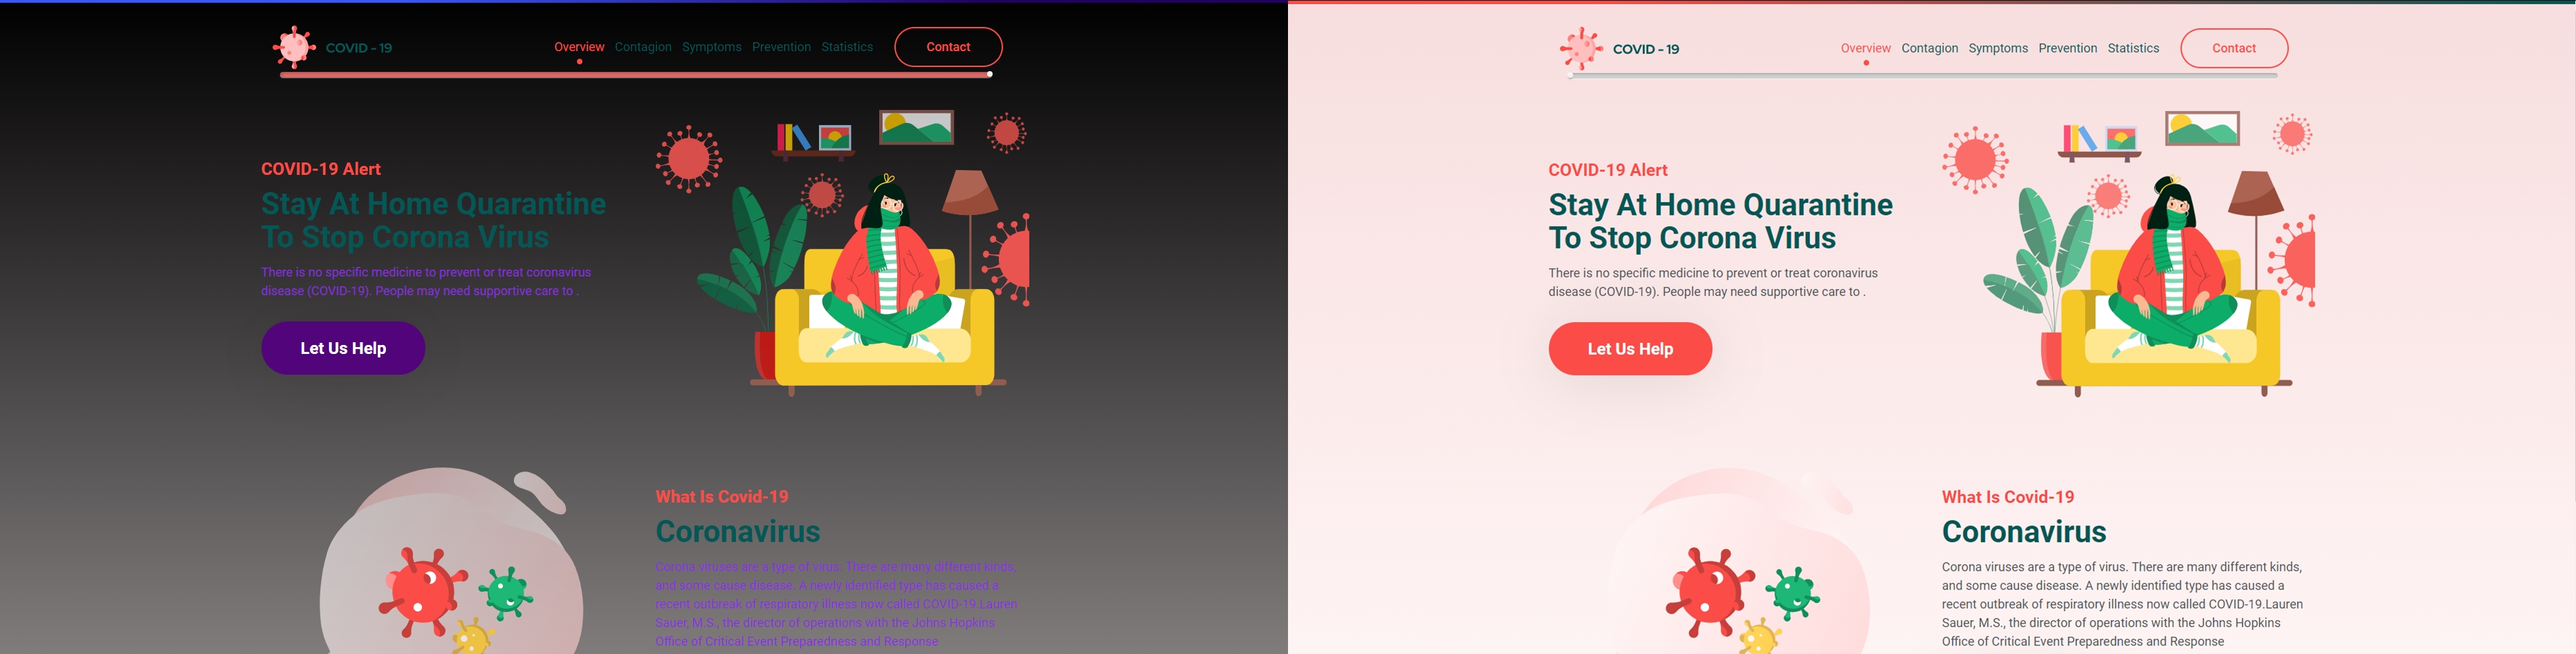 COVID - 19
Overview Contagion Symptoms Prevention Statistics Contact
COVID-19 Alert
Stay At Home Quarantine
To Stop Corona Virus
There is no specific medicine to prevent or treat coronavirus
disease (COVID-19). People may need supportive care to .
Let Us Help
What Is Covid-19
Coronavirus
Corona viruses are a type of virus. There are many different kinds,
and some cause disease. A newly identified type has caused a
recent outbreak of respiratory illness now called COVID-19.Lauren
Sauer, M.S., the director of operations with the Johns Hopkins
Office of Critical Event Preparedness and Response
COVID - 19
Overview Contagion Symptoms Prevention Statistics Contact
COVID-19 Alert
Stay At Home Quarantine
To Stop Corona Virus
There is no specific medicine to prevent or treat coronavirus
disease (COVID-19). People may need supportive care to .
Let Us Help
What Is Covid-19
Coronavirus
Corona viruses are a type of virus. There are many different kinds,
and some cause disease. A newly identified type has caused a
recent outbreak of respiratory illness now called COVID-19.Lauren
Sauer, M.S., the director of operations with the Johns Hopkins
Office of Critical Event Preparedness and Response